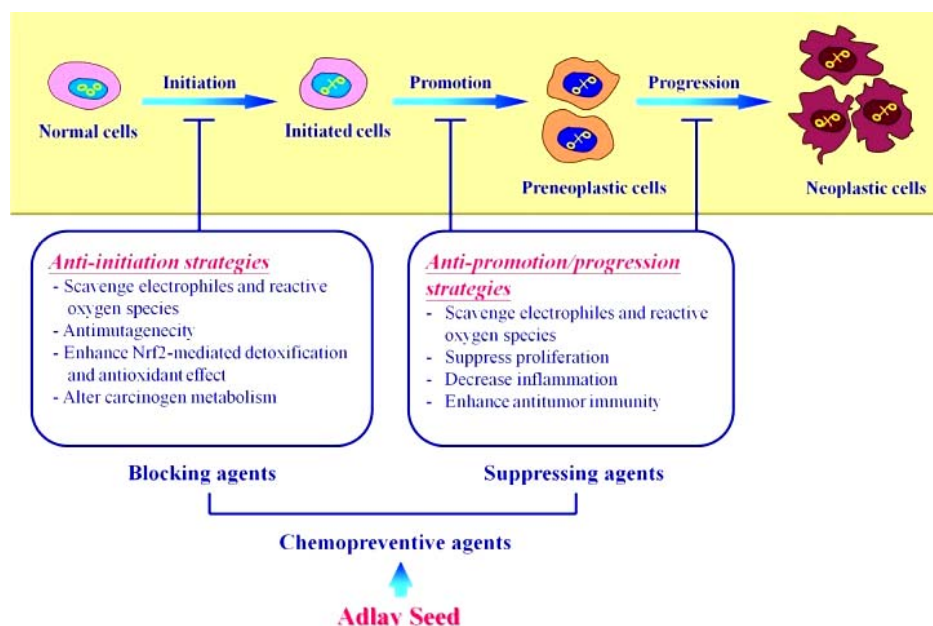 Initiation
Promotion
Progression
Normal cells
Initiated cells
Preneoplastic cells
Neoplastic cells
Anti-initiation strategies
- Scavenge electrophiles and reactive
oxygen species
- Antimutagenecity
- Enhance Nrf2-mediated detoxification
and antioxidant effect
- Alter carcinogen metabolism
Anti-promotion/progression
strategies
- Scavenge electrophiles and reactive
oxygen species
- Suppress proliferation
- Decrease inflammation
- Enhance antitumor immunity
Blocking agents
Suppressing agents
Chemopreventive agents
Adlay Seed